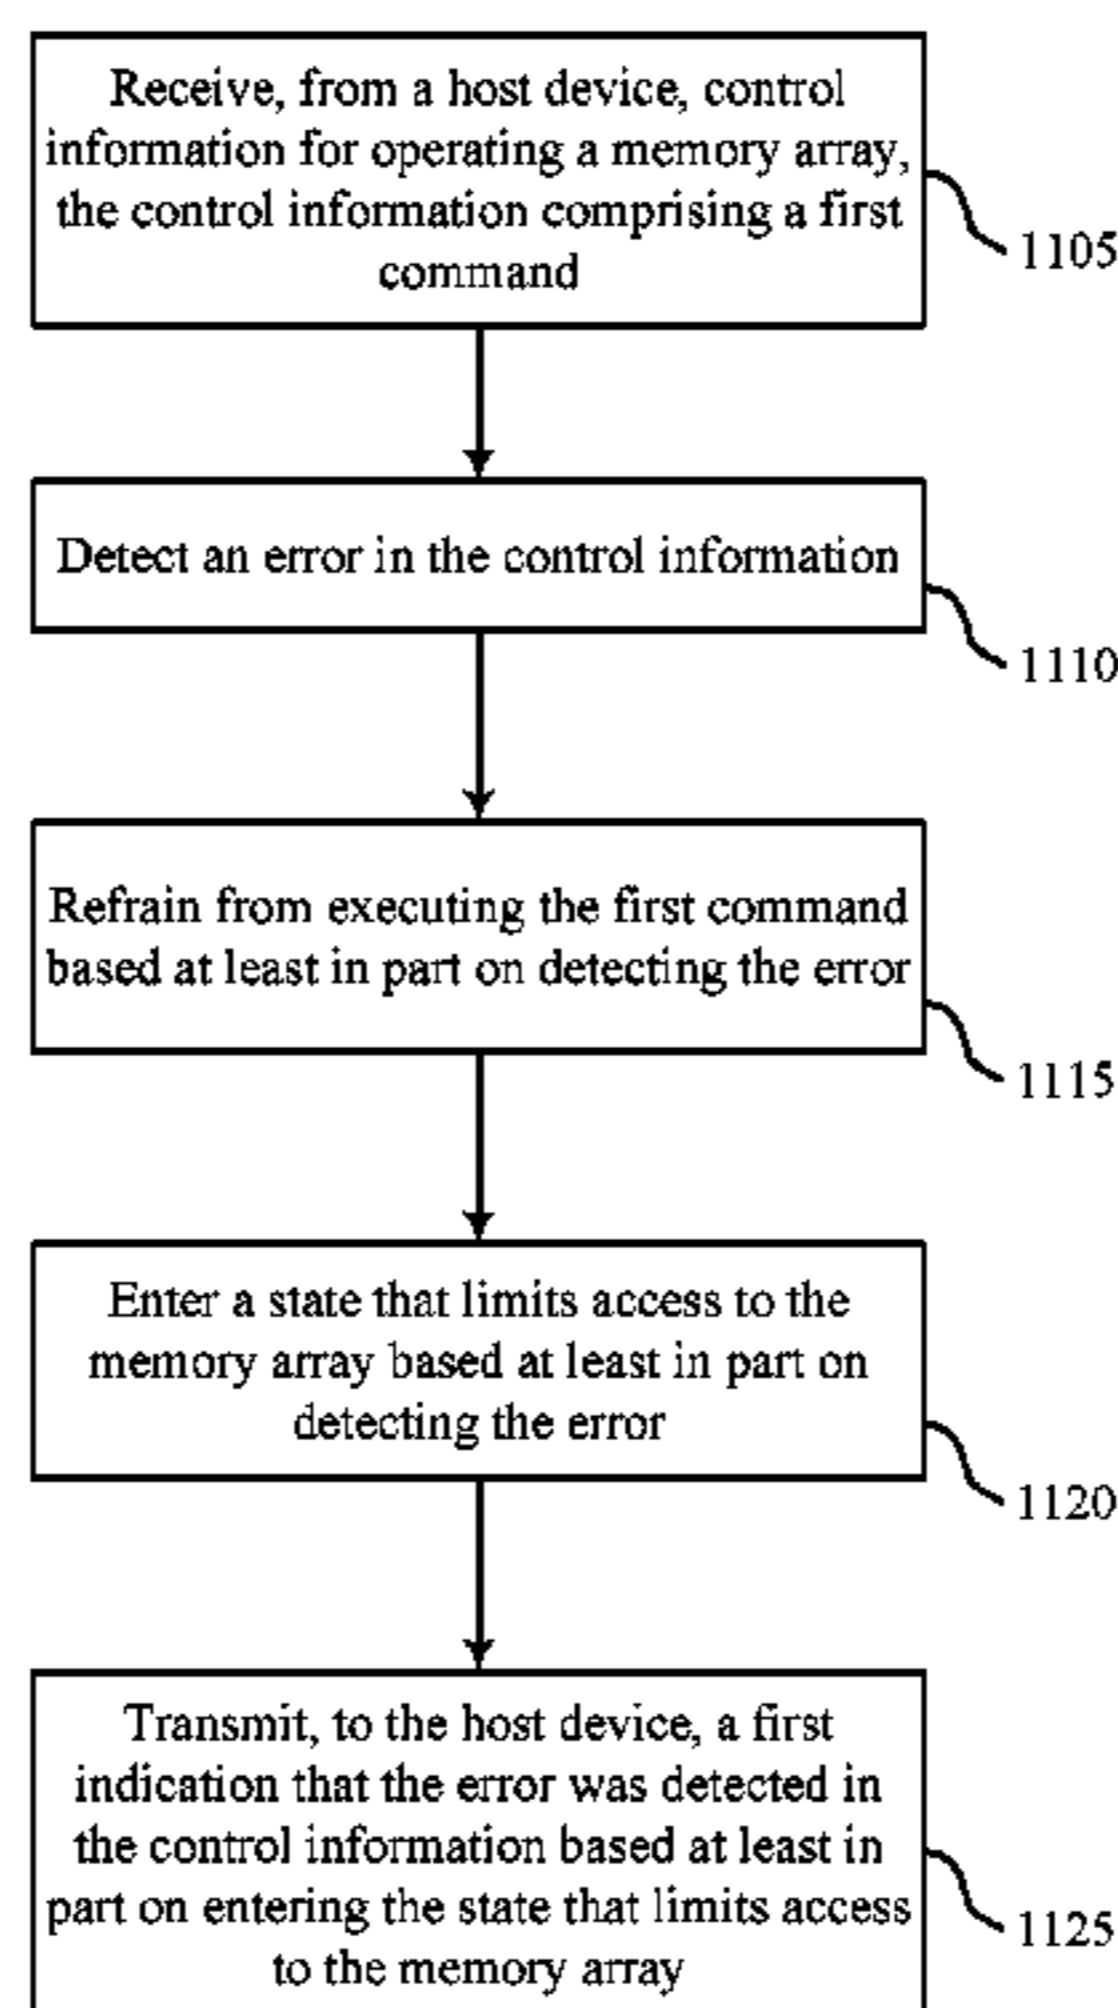 Receive, from a host device, control
information for operating a memory array,
the control information comprising a first
command
1105
Detect an error in the control information
1110
Refrain from executing the first command
based at least in part on detecting the error
1115
Enter a state that limits access to the
memory array based at least in part on
detecting the error
1120
Transmit, to the host device, a first
indication that the error was detected in
the control information based at least in
part on entering the state that limits access
to the memory array
1125